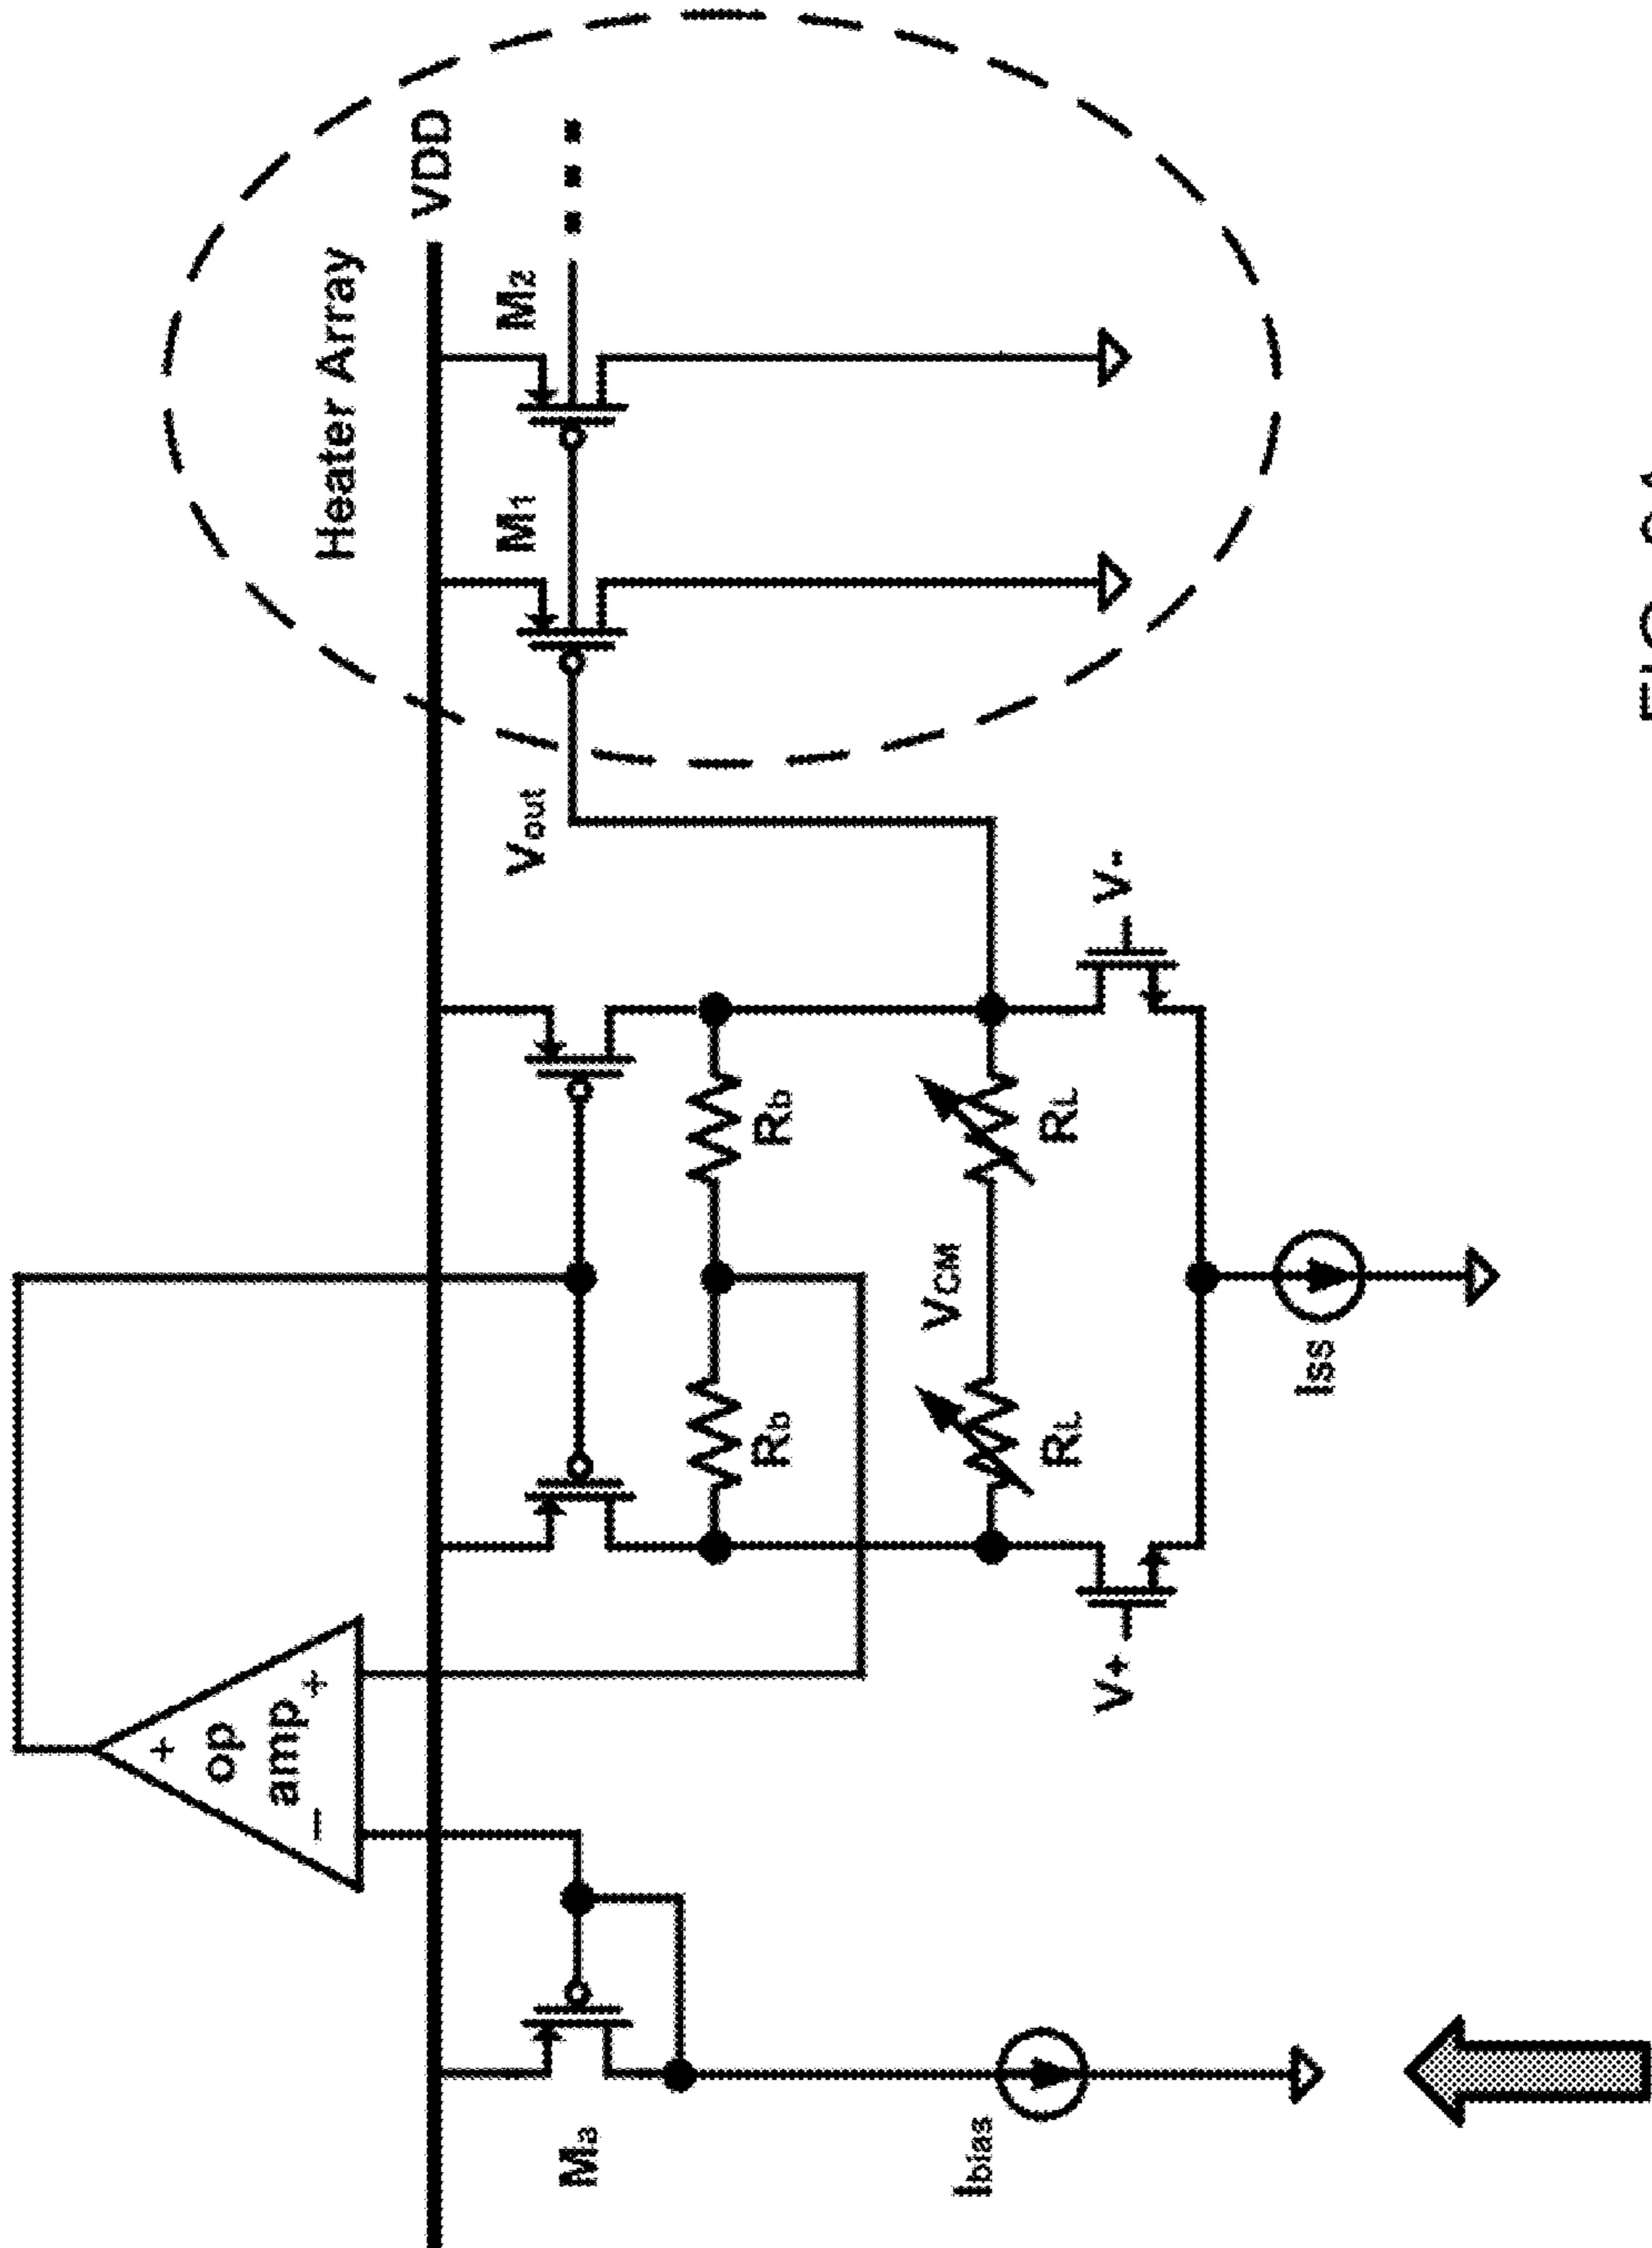 Heater Array
VDD
M1
M2
Vout
+
op
amp
−
+
Ma
Ibias
Rb
Rb
VCM
RL
RL
V+
V-
ISS